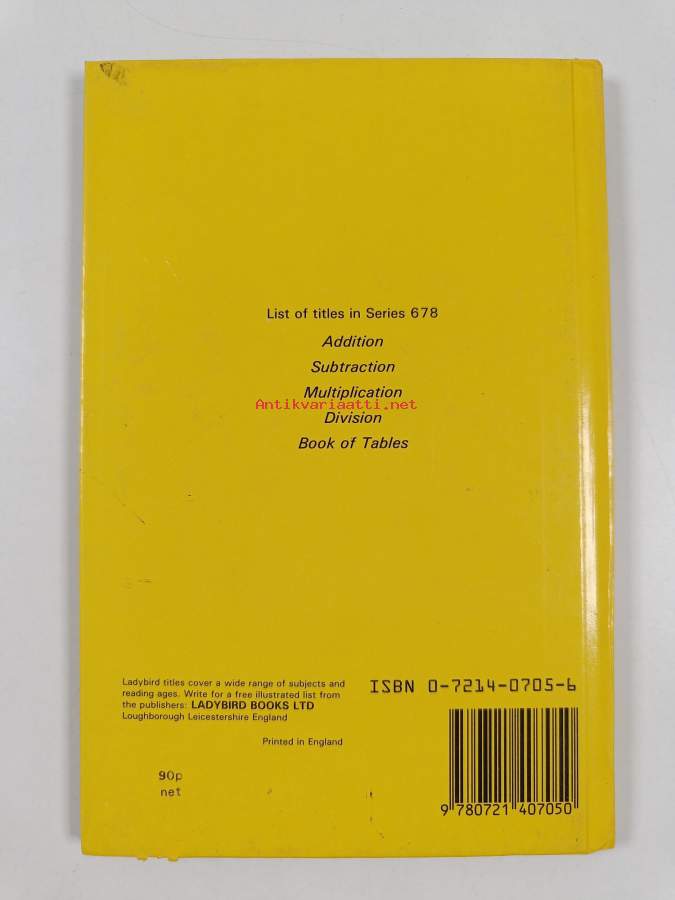 List of titles in Series 678
Addition
Subtraction
Multiplication
Antikvariaatti.net
Division
Book of Tables
Ladybird titles cover a wide range of subjects and
reading ages. Write for a free illustrated list from
the publishers: LADYBIRD BOOKS LTD
Loughborough Leicestershire England
Printed in England
90p
net
ISBN 0-7214-0705-6
9 780721 407050